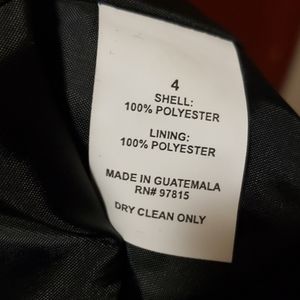 4
SHELL:
100% POLYESTER
LINING:
100% POLYESTER
MADE IN GUATEMALA
RN# 97815
DRY CLEAN ONLY